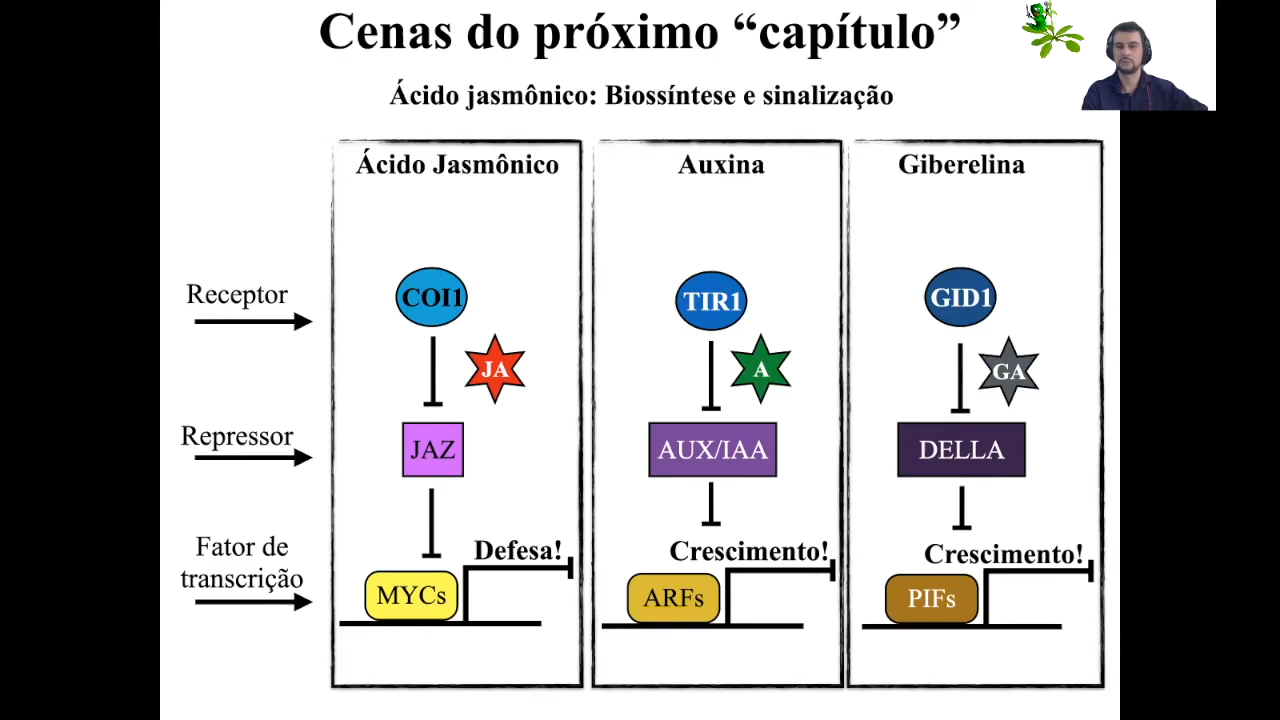 Cenas do próximo “capítulo”
Ácido jasmônico: Biossíntese e sinalização
Ácido Jasmônico
Auxina
Giberelina
Receptor
COI1
TIR1
GID1
JA
A
GA
Repressor
JAZ
AUX/IAA
DELLA
Fator de
transcrição
Defesa!
Crescimento!
Crescimento!
MYCs
ARFs
PIFs